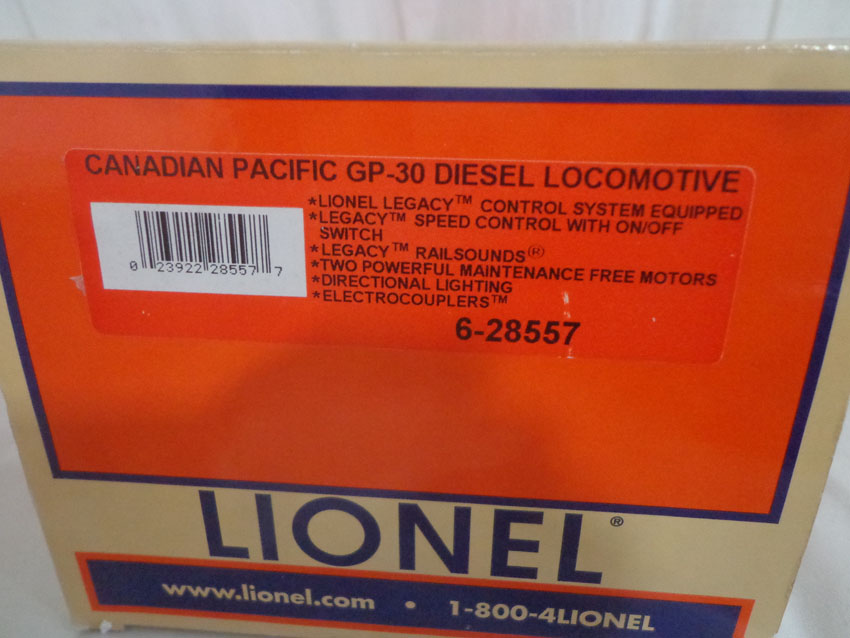 CANADIAN PACIFIC GP-30 DIESEL LOCOMOTIVE
*LIONEL LEGACY™ CONTROL SYSTEM EQUIPPED
*LEGACY™ SPEED CONTROL WITH ON/OFF
SWITCH
*LEGACY™ RAILSOUNDS®
*TWO POWERFUL MAINTENANCE FREE MOTORS
*DIRECTIONAL LIGHTING
*ELECTROCOUPLERS™
0 23922 28557 7
6-28557
LIONEL®
www.lionel.com • 1-800-4LIONEL